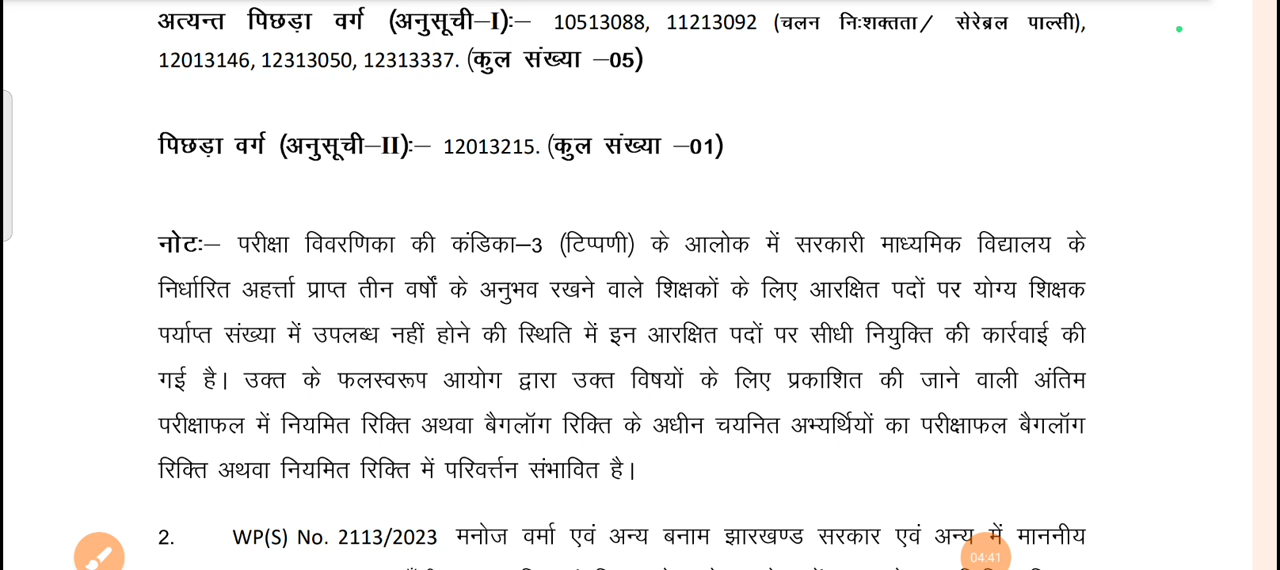 अत्यन्त पिछड़ा वर्ग (अनुसूची–I):– 10513088, 11213092 (चलन निःशक्तता/ सेरेब्रल पाल्सी),
12013146, 12313050, 12313337. (कुल संख्या –05)
पिछड़ा वर्ग (अनुसूची–II):– 12013215. (कुल संख्या –01)
नोटः– परीक्षा विवरणिका की कंडिका–3 (टिप्पणी) के आलोक में सरकारी माध्यमिक विद्यालय के
निर्धारित अहर्त्ता प्राप्त तीन वर्षों के अनुभव रखने वाले शिक्षकों के लिए आरक्षित पदों पर योग्य शिक्षक
पर्याप्त संख्या में उपलब्ध नहीं होने की स्थिति में इन आरक्षित पदों पर सीधी नियुक्ति की कार्रवाई की
गई है। उक्त के फलस्वरूप आयोग द्वारा उक्त विषयों के लिए प्रकाशित की जाने वाली अंतिम
परीक्षाफल में नियमित रिक्ति अथवा बैगलॉग रिक्ति के अधीन चयनित अभ्यर्थियों का परीक्षाफल बैगलॉग
रिक्ति अथवा नियमित रिक्ति में परिवर्त्तन संभावित है।
2. WP(S) No. 2113/2023 मनोज वर्मा एवं अन्य बनाम झारखण्ड सरकार एवं अन्य में माननीय
04:41